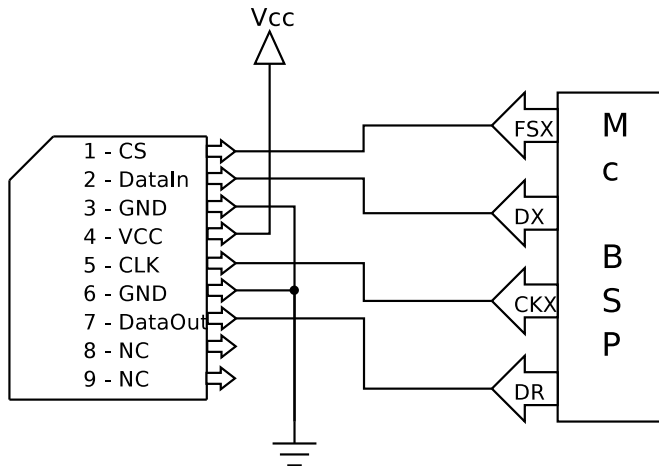 Vcc
1 - CS
2 - DataIn
3 - GND
4 - VCC
5 - CLK
6 - GND
7 - DataOut
8 - NC
9 - NC
FSX
DX
CKX
DR
M
c
B
S
P